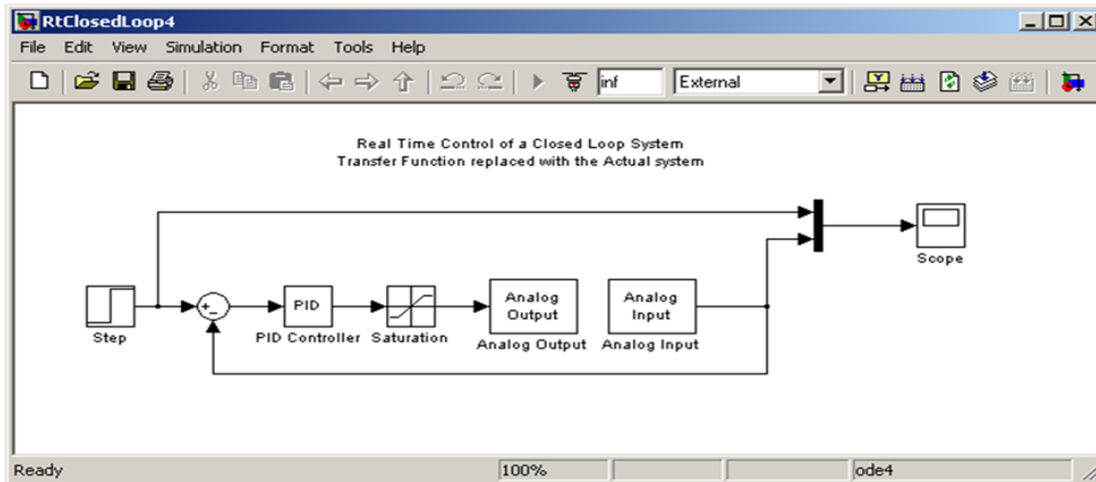 RtClosedLoop4
File Edit View Simulation Format Tools Help
inf External
Real Time Control of a Closed Loop System
Transfer Function replaced with the Actual system
Scope
PID
Analog
Output
Analog
Input
Step
PID Controller
Saturation
Analog Output
Analog Input
Ready 100% ode4